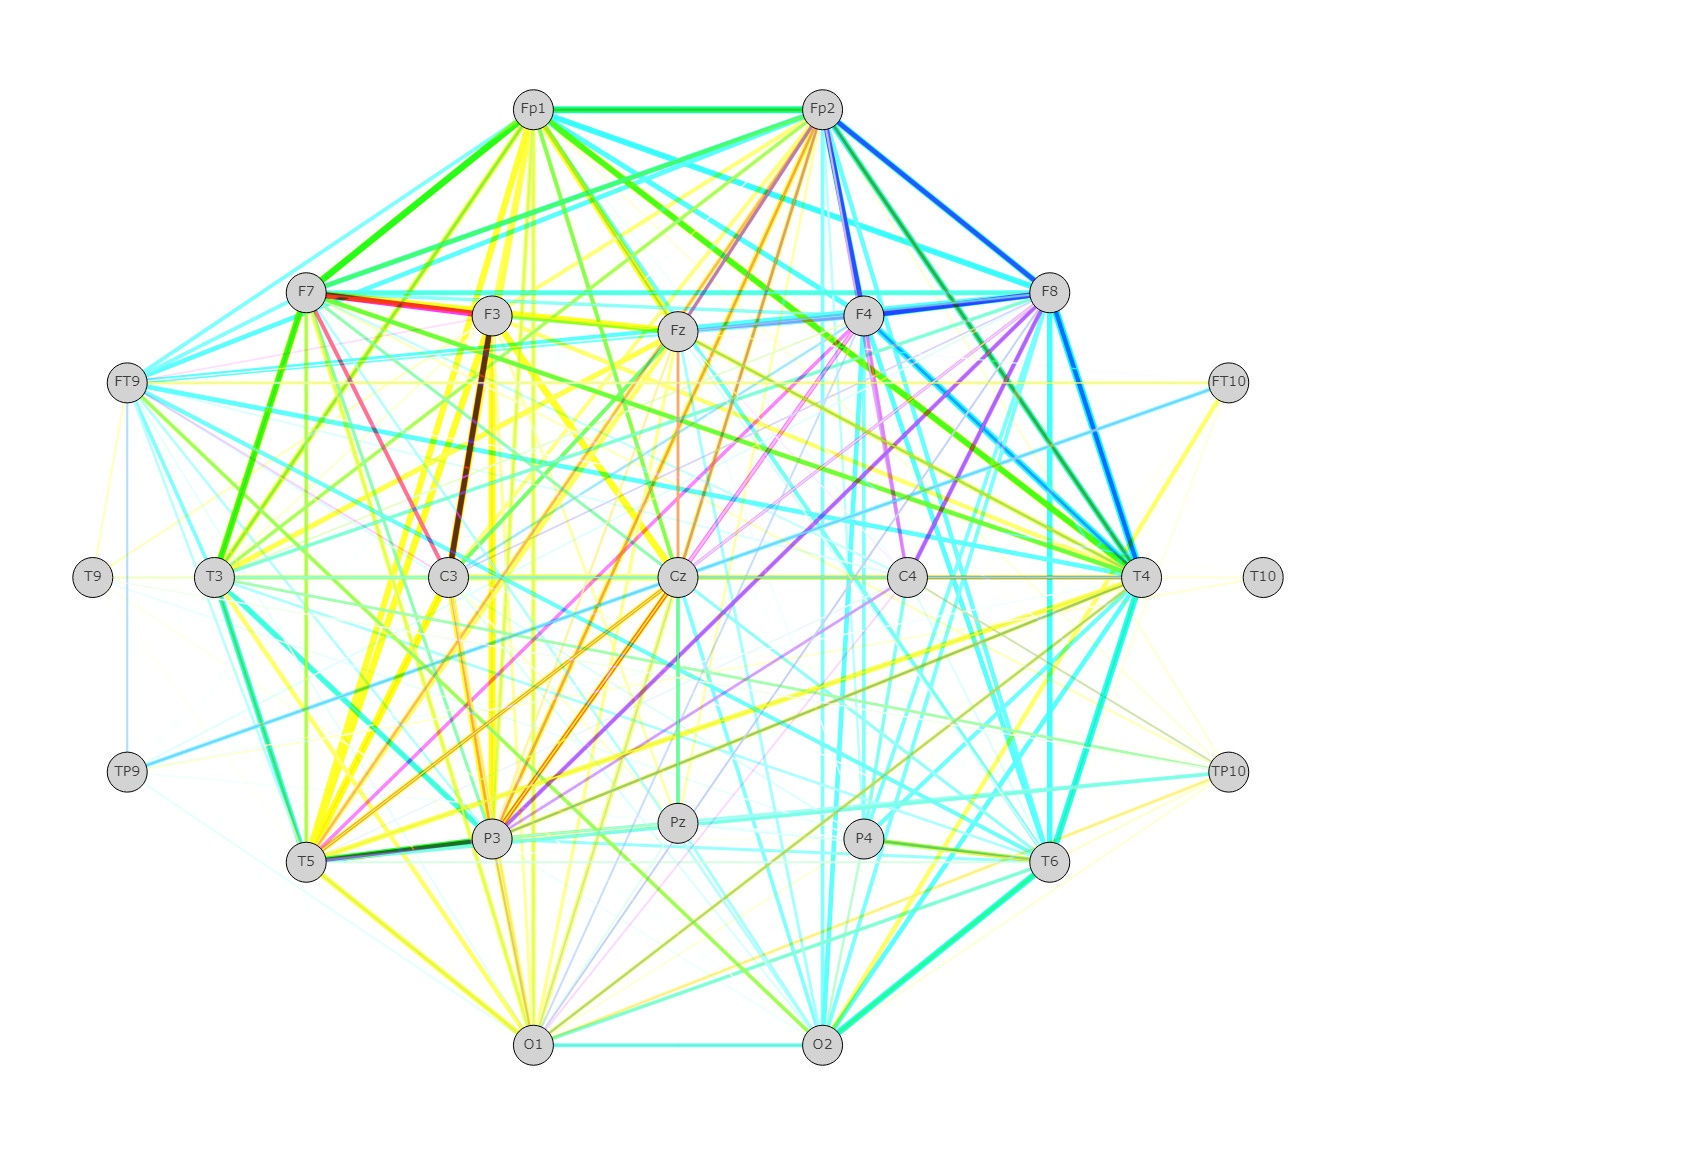 Fp1 Fp2
F7 F3 Fz F4 F8
FT9 FT10
T9 T3 C3 Cz C4 T4 T10
TP9 TP10
T5 P3 Pz P4 T6
O1 O2